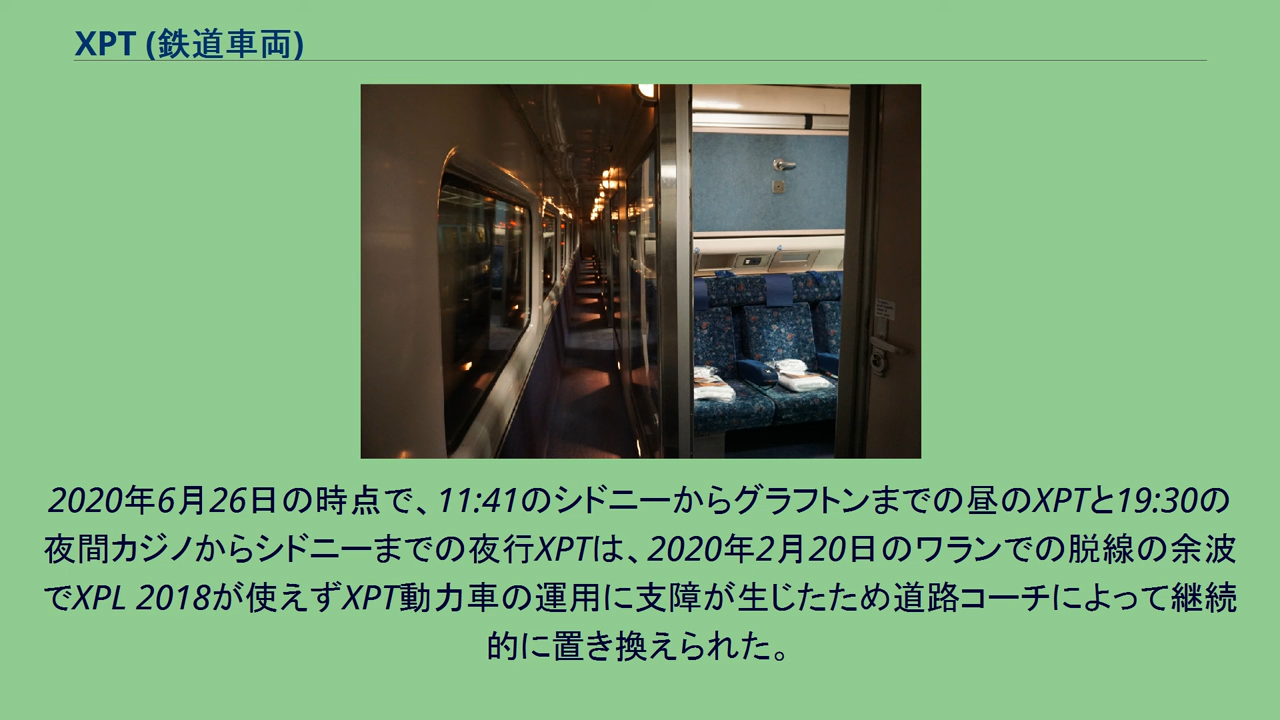 XPT (鉄道車両)
2020年6月26日の時点で、11:41のシドニーからグラフトンまでの昼のXPTと19:30の
夜間カジノからシドニーまでの夜行XPTは、2020年2月20日のワランでの脱線の余波
でXPL 2018が使えずXPT動力車の運用に支障が生じたため道路コーチによって継続
的に置き換えられた。